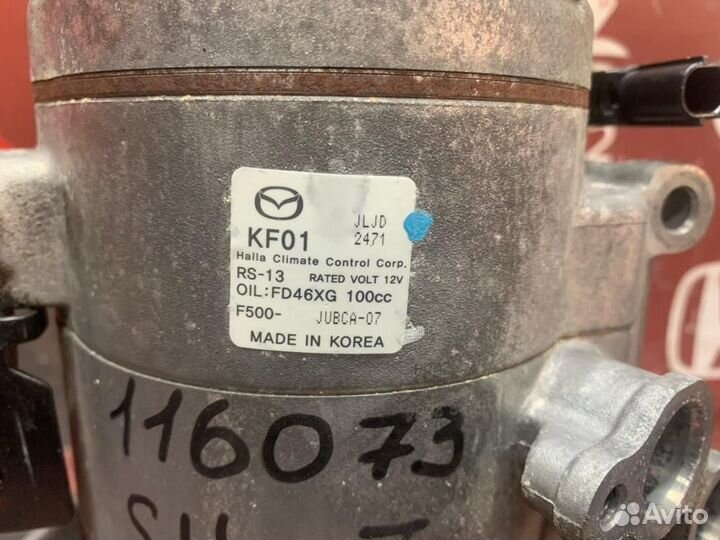 JLJD
KF01 2471
Halla Climate Control Corp.
RS-13 RATED VOLT 12V
OIL:FD46XG 100cc
F500- JUBCA-07
MADE IN KOREA
116073
Avito